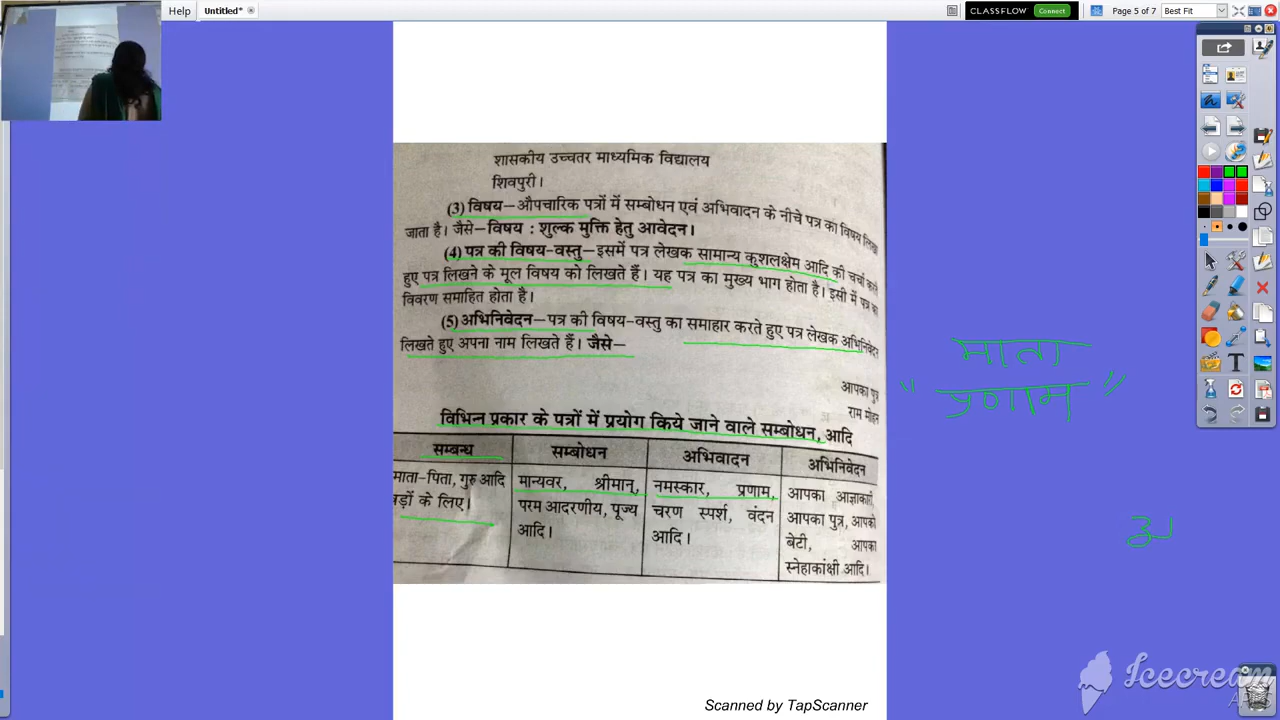 Help
Untitled*
CLASSFLOW Connect
Page 5 of 7
Best Fit
शासकीय उच्चतर माध्यमिक विद्यालय
शिवपुरी।
(3) विषय–औपचारिक पत्रों में सम्बोधन एवं अभिवादन के नीचे पत्र का विषय लिखा
जाता है। जैसे–विषय : शुल्क मुक्ति हेतु आवेदन।
(4) पत्र की विषय-वस्तु–इसमें पत्र लेखक सामान्य कुशलक्षेम आदि की चर्चा करते
हुए पत्र लिखने के मूल विषय को लिखते हैं। यह पत्र का मुख्य भाग होता है। इसी में पत्र का
विवरण समाहित होता है।
(5) अभिनिवेदन–पत्र की विषय-वस्तु का समाहार करते हुए पत्र लेखक अभिनिवेदन
लिखते हुए अपना नाम लिखते हैं। जैसे–
माता
आपका पुत्र
" प्रणाम "
राम मोहन
विभिन्न प्रकार के पत्रों में प्रयोग किये जाने वाले सम्बोधन, आदि
सम्बन्ध सम्बोधन अभिवादन अभिनिवेदन
माता-पिता, गुरु आदि मान्यवर, श्रीमान्, नमस्कार, प्रणाम, आपका आज्ञाकारी,
बड़ों के लिए। परम आदरणीय, पूज्य चरण स्पर्श, वंदन आपका पुत्र, आपकी
आदि। आदि। बेटी, आपका
स्नेहाकांक्षी आदि।
Icecream
APPS
Scanned by TapScanner